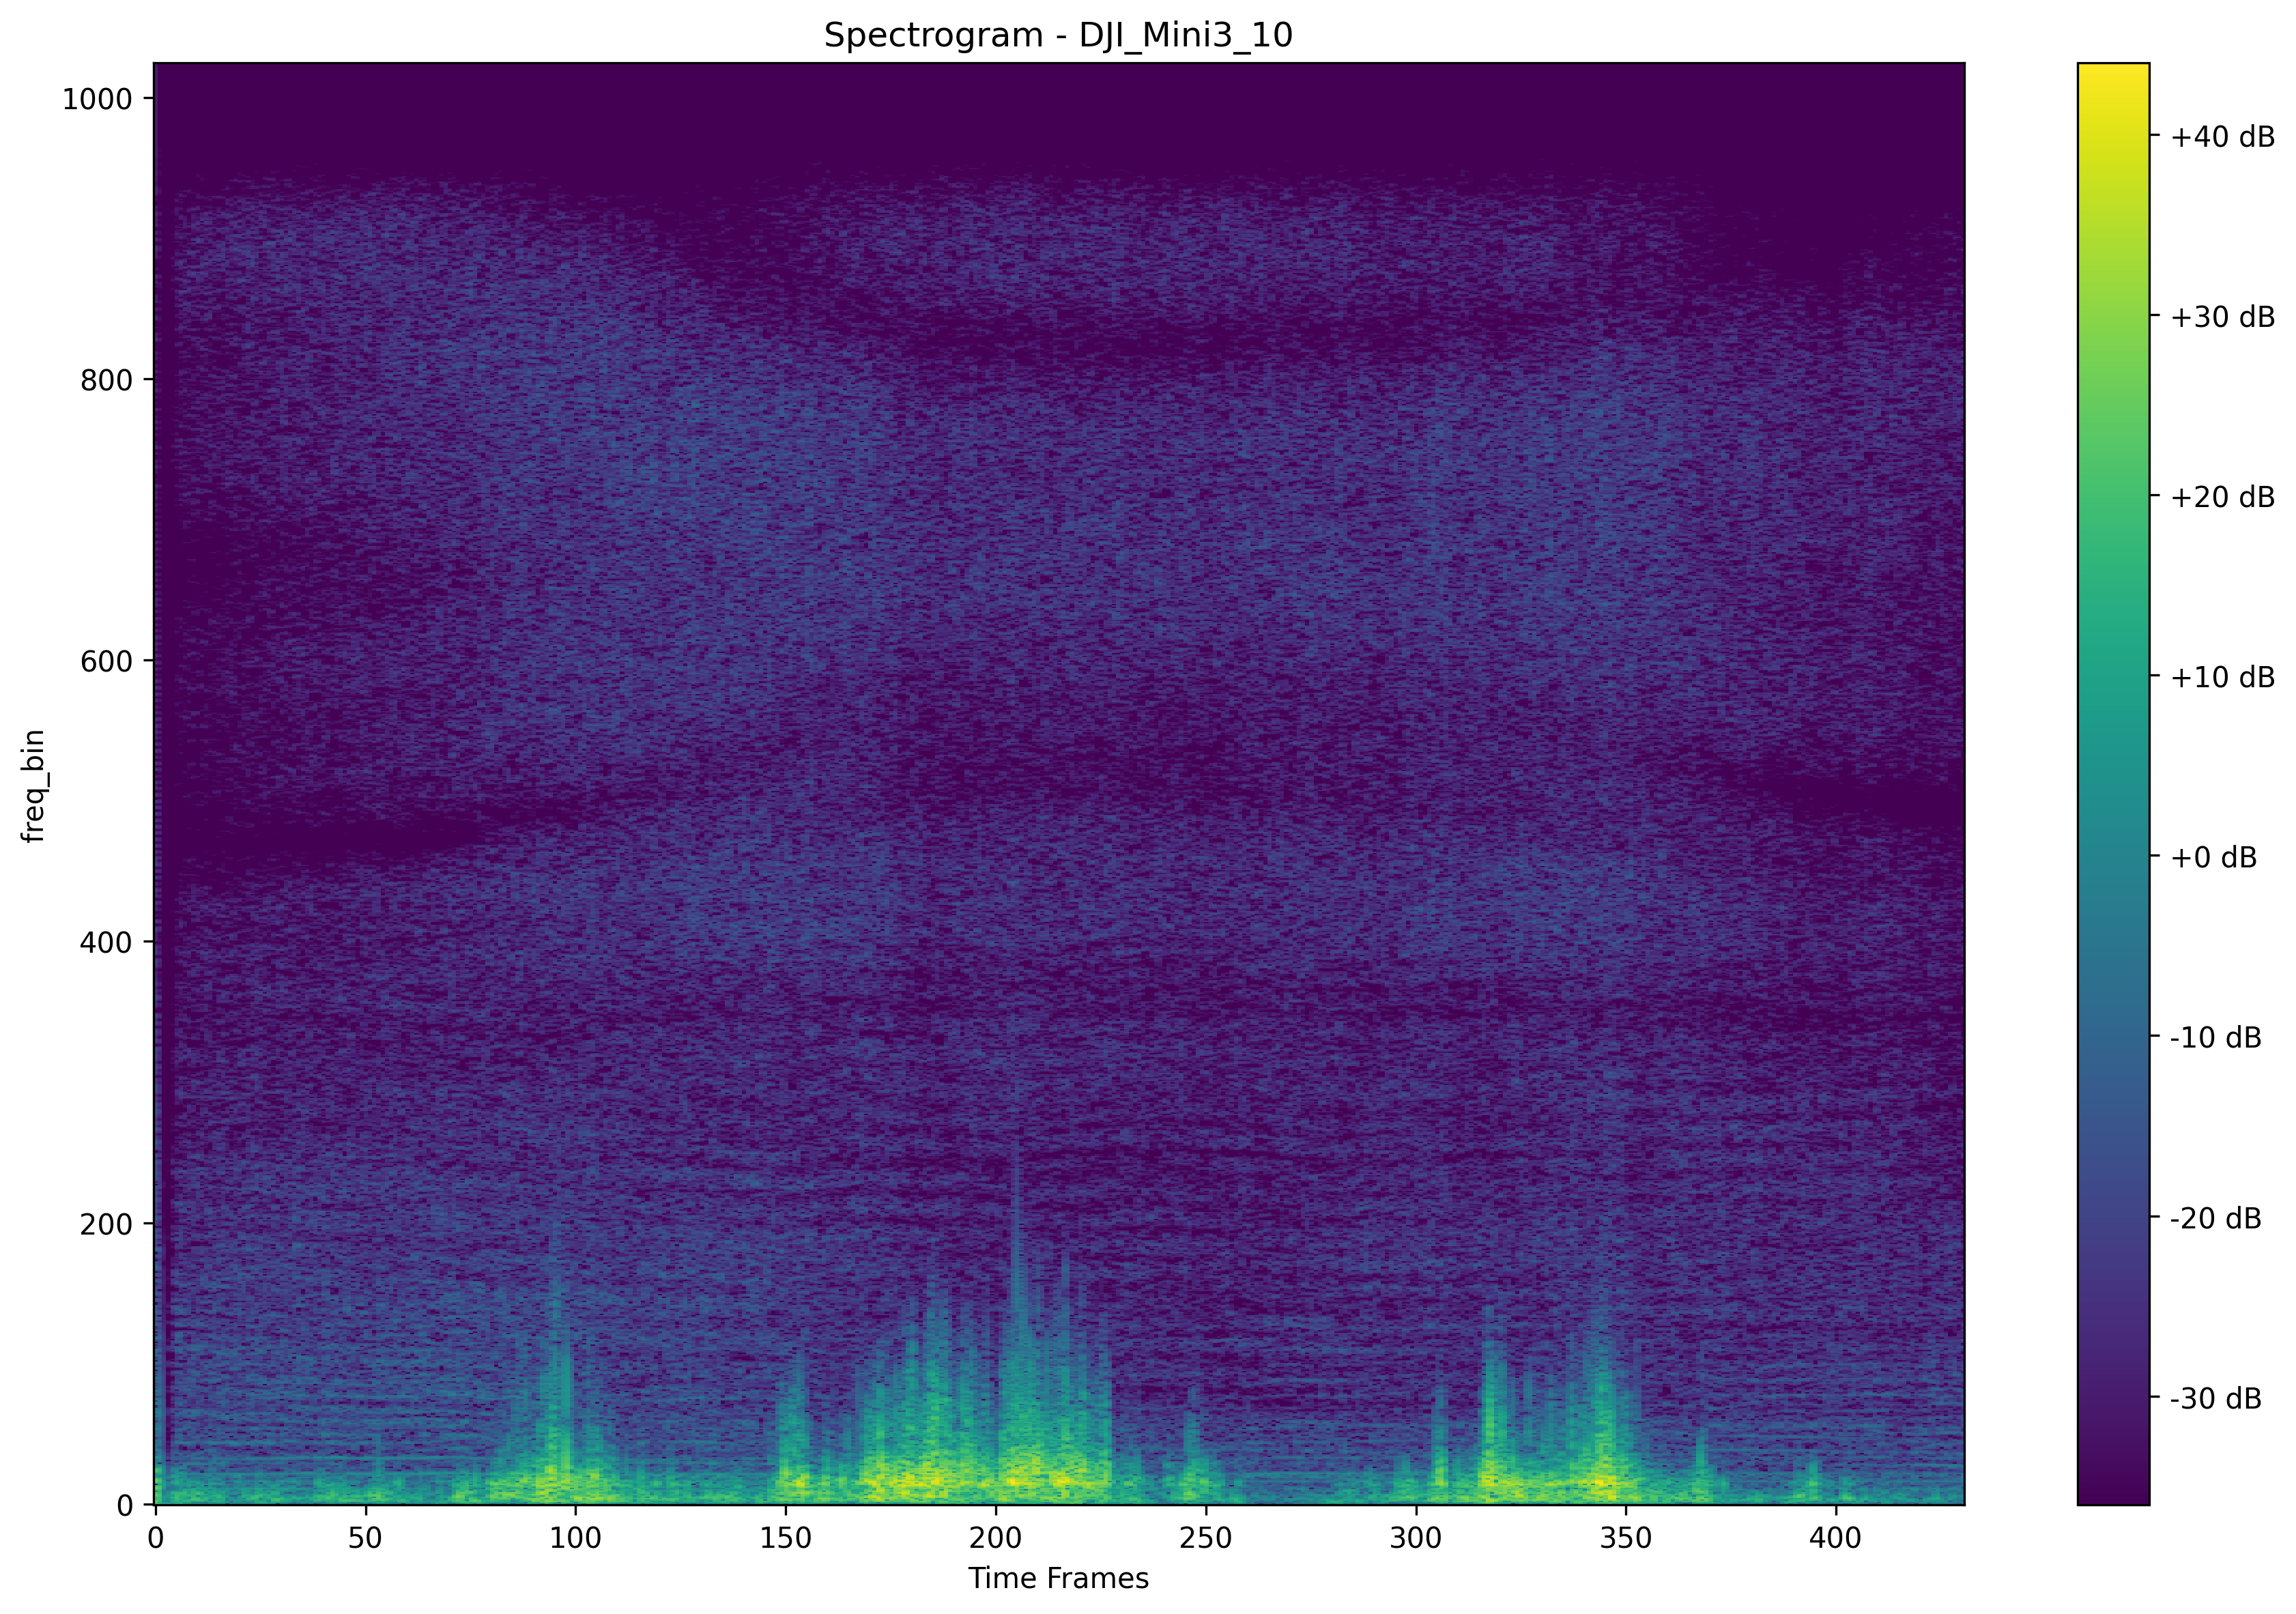 Spectrogram - DJI_Mini3_10
1000
800
600
400
200
0
freq_bin
0 50 100 150 200 250 300 350 400
Time Frames
+40 dB
+30 dB
+20 dB
+10 dB
+0 dB
-10 dB
-20 dB
-30 dB